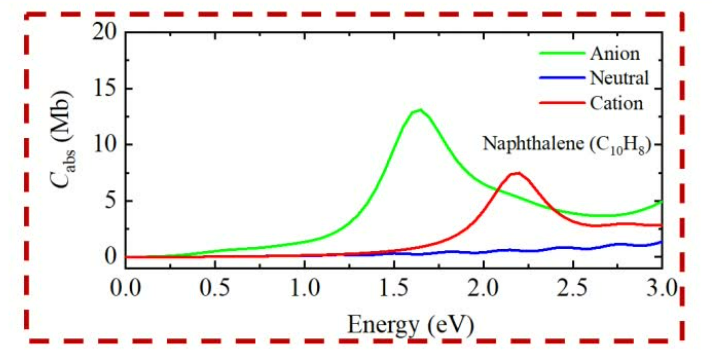 20
15
10
5
0
C_abs (Mb)
Anion
Neutral
Cation
Naphthalene (C₁₀H₈)
0.0 0.5 1.0 1.5 2.0 2.5 3.0
Energy (eV)